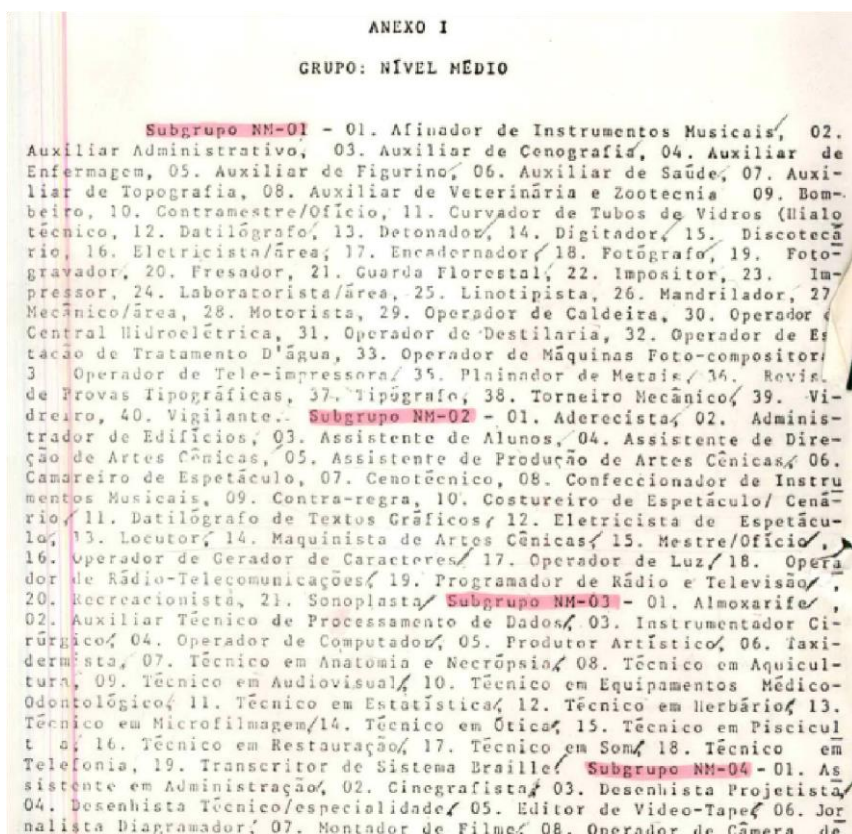 ANEXO I
GRUPO: NÍVEL MÉDIO
Subgrupo NM-01 - 01. Afinador de Instrumentos Musicais, 02.
Auxiliar Administrativo, 03. Auxiliar de Cenografia, 04. Auxiliar de
Enfermagem, 05. Auxiliar de Figurino, 06. Auxiliar de Saúde, 07. Auxi-
liar de Topografia, 08. Auxiliar de Veterinária e Zootecnia 09. Bom-
beiro, 10. Contramestre/Ofício, 11. Curvador de Tubos de Vidros (Hialo
técnico, 12. Datilógrafo, 13. Detonador, 14. Digitador, 15. Discotecá
rio, 16. Eletricista/área, 17. Encadernador, 18. Fotógrafo, 19. Foto-
gravador, 20. Fresador, 21. Guarda Florestal, 22. Impositor, 23. Im-
pressor, 24. Laboratorista/área, 25. Linotipista, 26. Mandrilador, 27
Mecânico/área, 28. Motorista, 29. Operador de Caldeira, 30. Operador
Central Hidroelétrica, 31. Operador de Destilaria, 32. Operador de Es
tacão de Tratamento D'água, 33. Operador de Máquinas Foto-compositor
3 Operador de Tele-impressora, 35. Plainador de Metais, 36. Revis
de Provas Tipográficas, 37. Tipógrafo, 38. Torneiro Mecânico, 39. Vi-
dreiro, 40. Vigilante. Subgrupo NM-02 - 01. Aderecista, 02. Adminis-
trador de Edifícios, 03. Assistente de Alunos, 04. Assistente de Dire-
ção de Artes Cênicas, 05. Assistente de Produção de Artes Cênicas, 06.
Camareiro de Espetáculo, 07. Cenotécnico, 08. Confeccionador de Instru
mentos Musicais, 09. Contra-regra, 10. Costureiro de Espetáculo/ Cená-
rio, 11. Datilógrafo de Textos Gráficos, 12. Eletricista de Espetácu-
lo, 13. Locutor, 14. Maquinista de Artes Cênicas, 15. Mestre/Ofício,
16. Operador de Gerador de Caracteres, 17. Operador de Luz, 18. Opera
dor de Rádio-Telecomunicações, 19. Programador de Rádio e Televisão,
20. Recreacionista, 21. Sonoplasta, Subgrupo NM-03 - 01. Almoxarife,
02. Auxiliar Técnico de Processamento de Dados, 03. Instrumentador Ci-
rúrgico, 04. Operador de Computador, 05. Produtor Artístico, 06. Taxi-
dermista, 07. Técnico em Anatomia e Necrópsia, 08. Técnico em Aquicul-
tura, 09. Técnico em Audiovisual, 10. Técnico em Equipamentos Médico-
Odontológico, 11. Técnico em Estatística, 12. Técnico em Herbário, 13.
Técnico em Microfilmagem, 14. Técnico em Ótica, 15. Técnico em Piscicul
t a, 16. Técnico em Restauração, 17. Técnico em Som, 18. Técnico em
Telefonia, 19. Transcritor de Sistema Braille, Subgrupo NM-04 - 01. As
sistente em Administração, 02. Cinegrafista, 03. Desenhista Projetista,
04. Desenhista Técnico/especialidade, 05. Editor de Video-Tape, 06. Jor
nalista Diagramador, 07. Montador de Filme, 08. Operador de Câmera de